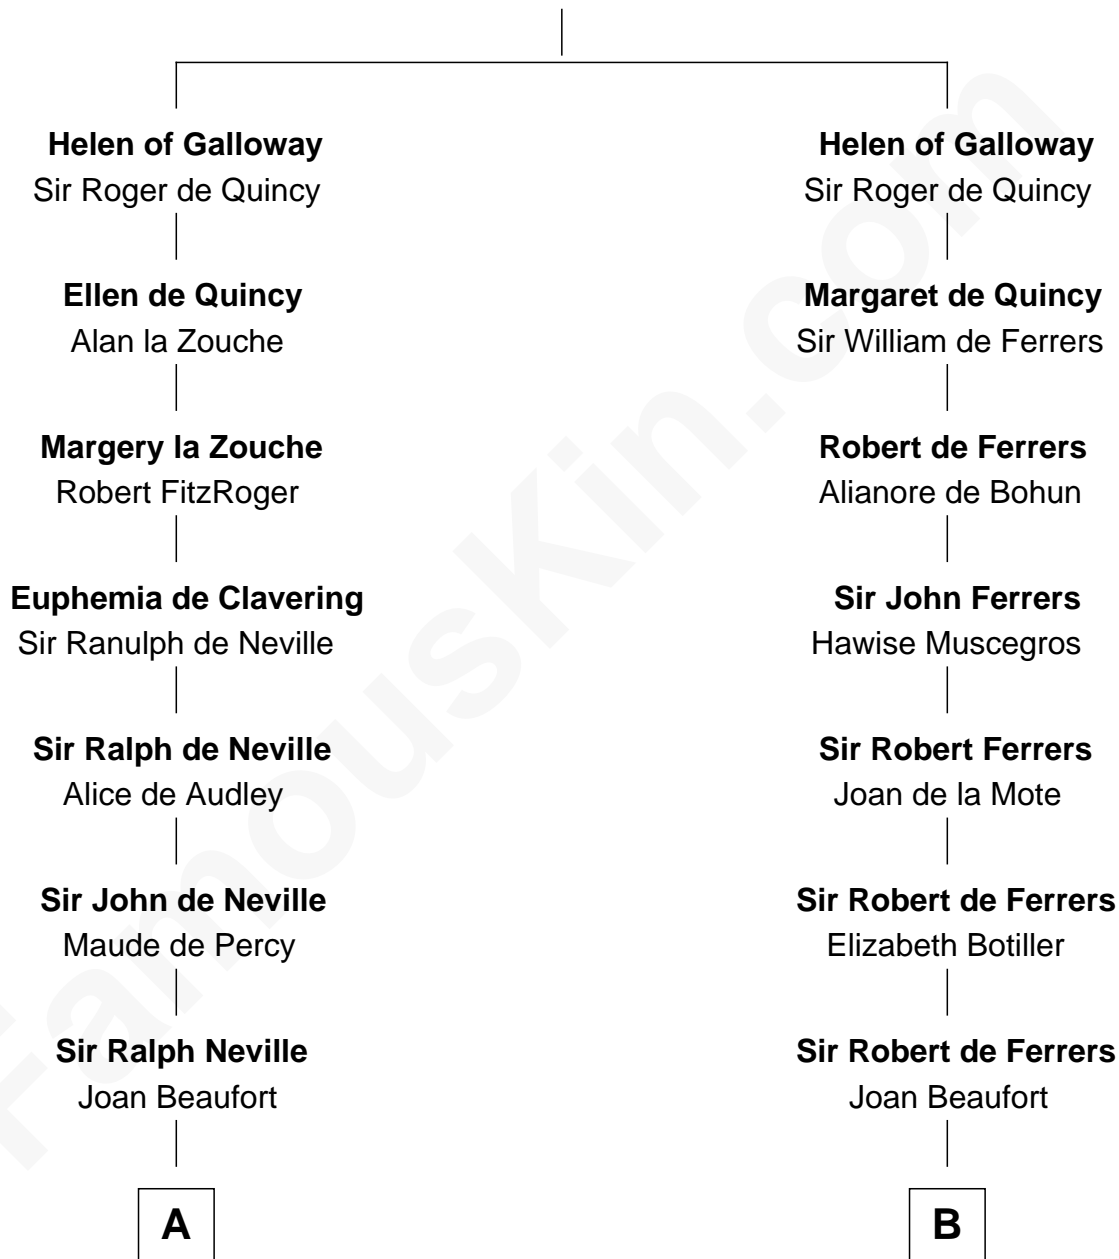 Helen of Galloway
Sir Roger de Quincy
Ellen de Quincy
Alan la Zouche
Margery la Zouche
Robert FitzRoger
Euphemia de Clavering
Sir Ranulph de Neville
Sir Ralph de Neville
Alice de Audley
Sir John de Neville
Maude de Percy
Sir Ralph Neville
Joan Beaufort
A
Helen of Galloway
Sir Roger de Quincy
Margaret de Quincy
Sir William de Ferrers
Robert de Ferrers
Alianore de Bohun
Sir John Ferrers
Hawise Muscegros
Sir Robert Ferrers
Joan de la Mote
Sir Robert de Ferrers
Elizabeth Botiller
Sir Robert de Ferrers
Joan Beaufort
B
FamousKin.com